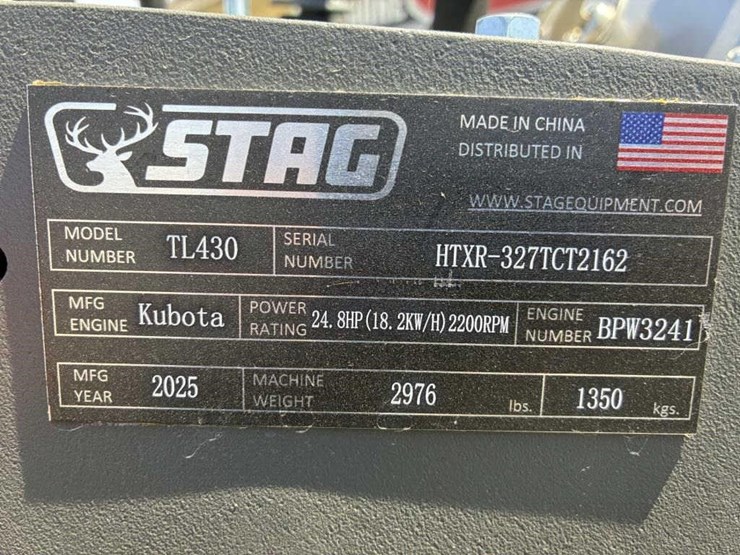 STAG
MADE IN CHINA
DISTRIBUTED IN
WWW.STAGEQUIPMENT.COM
MODEL NUMBER TL430 SERIAL NUMBER HTXR-327TCT2162
MFG ENGINE Kubota POWER RATING 24.8HP(18.2KW/H)2200RPM ENGINE NUMBER BPW3241
MFG YEAR 2025 MACHINE WEIGHT 2976 lbs. 1350 kgs.